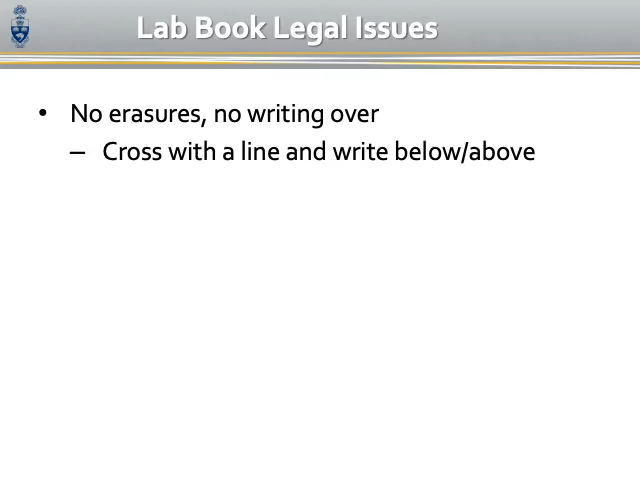 Lab Book Legal Issues
• No erasures, no writing over
– Cross with a line and write below/above